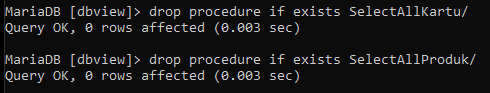 MariaDB [dbview]> drop procedure if exists SelectAllKartu/
Query OK, 0 rows affected (0.003 sec)
MariaDB [dbview]> drop procedure if exists SelectAllProduk/
Query OK, 0 rows affected (0.003 sec)